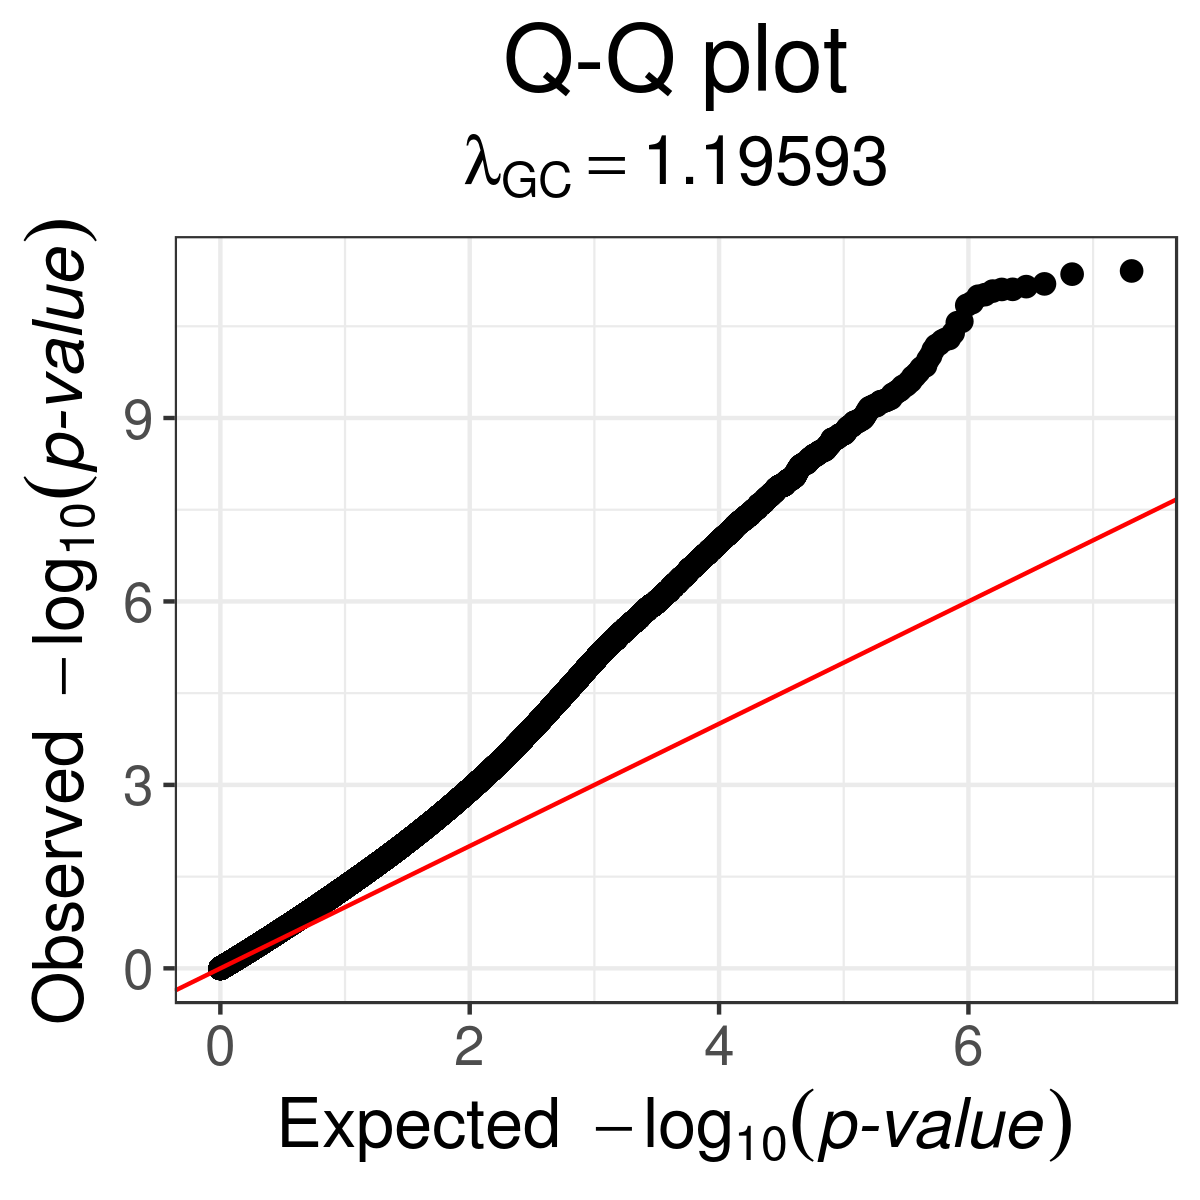 Q-Q plot
λGC = 1.19593
Observed −log10(p-value)
9
6
3
0
0 2 4 6
Expected −log10(p-value)